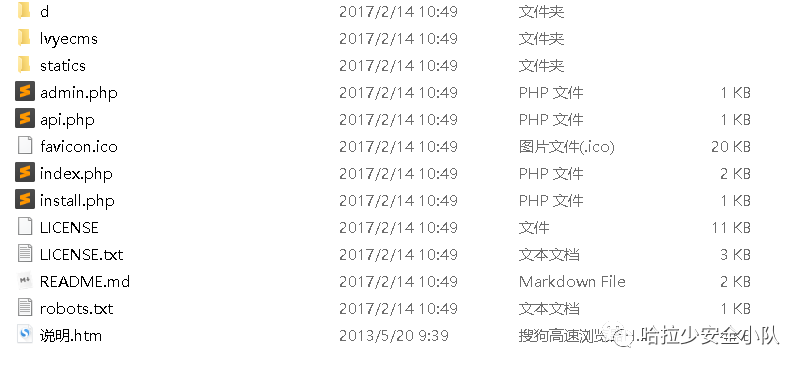 d 2017/2/14 10:49 文件夹
lvyecms 2017/2/14 10:49 文件夹
statics 2017/2/14 10:49 文件夹
admin.php 2017/2/14 10:49 PHP 文件 1 KB
api.php 2017/2/14 10:49 PHP 文件 1 KB
favicon.ico 2017/2/14 10:49 图片文件(.ico) 20 KB
index.php 2017/2/14 10:49 PHP 文件 2 KB
install.php 2017/2/14 10:49 PHP 文件 1 KB
LICENSE 2017/2/14 10:49 文件 11 KB
LICENSE.txt 2017/2/14 10:49 文本文档 3 KB
README.md 2017/2/14 10:49 Markdown File 2 KB
robots.txt 2017/2/14 10:49 文本文档 1 KB
说明.htm 2013/5/20 9:39 搜狗高速浏览 KB
哈拉少安全小队